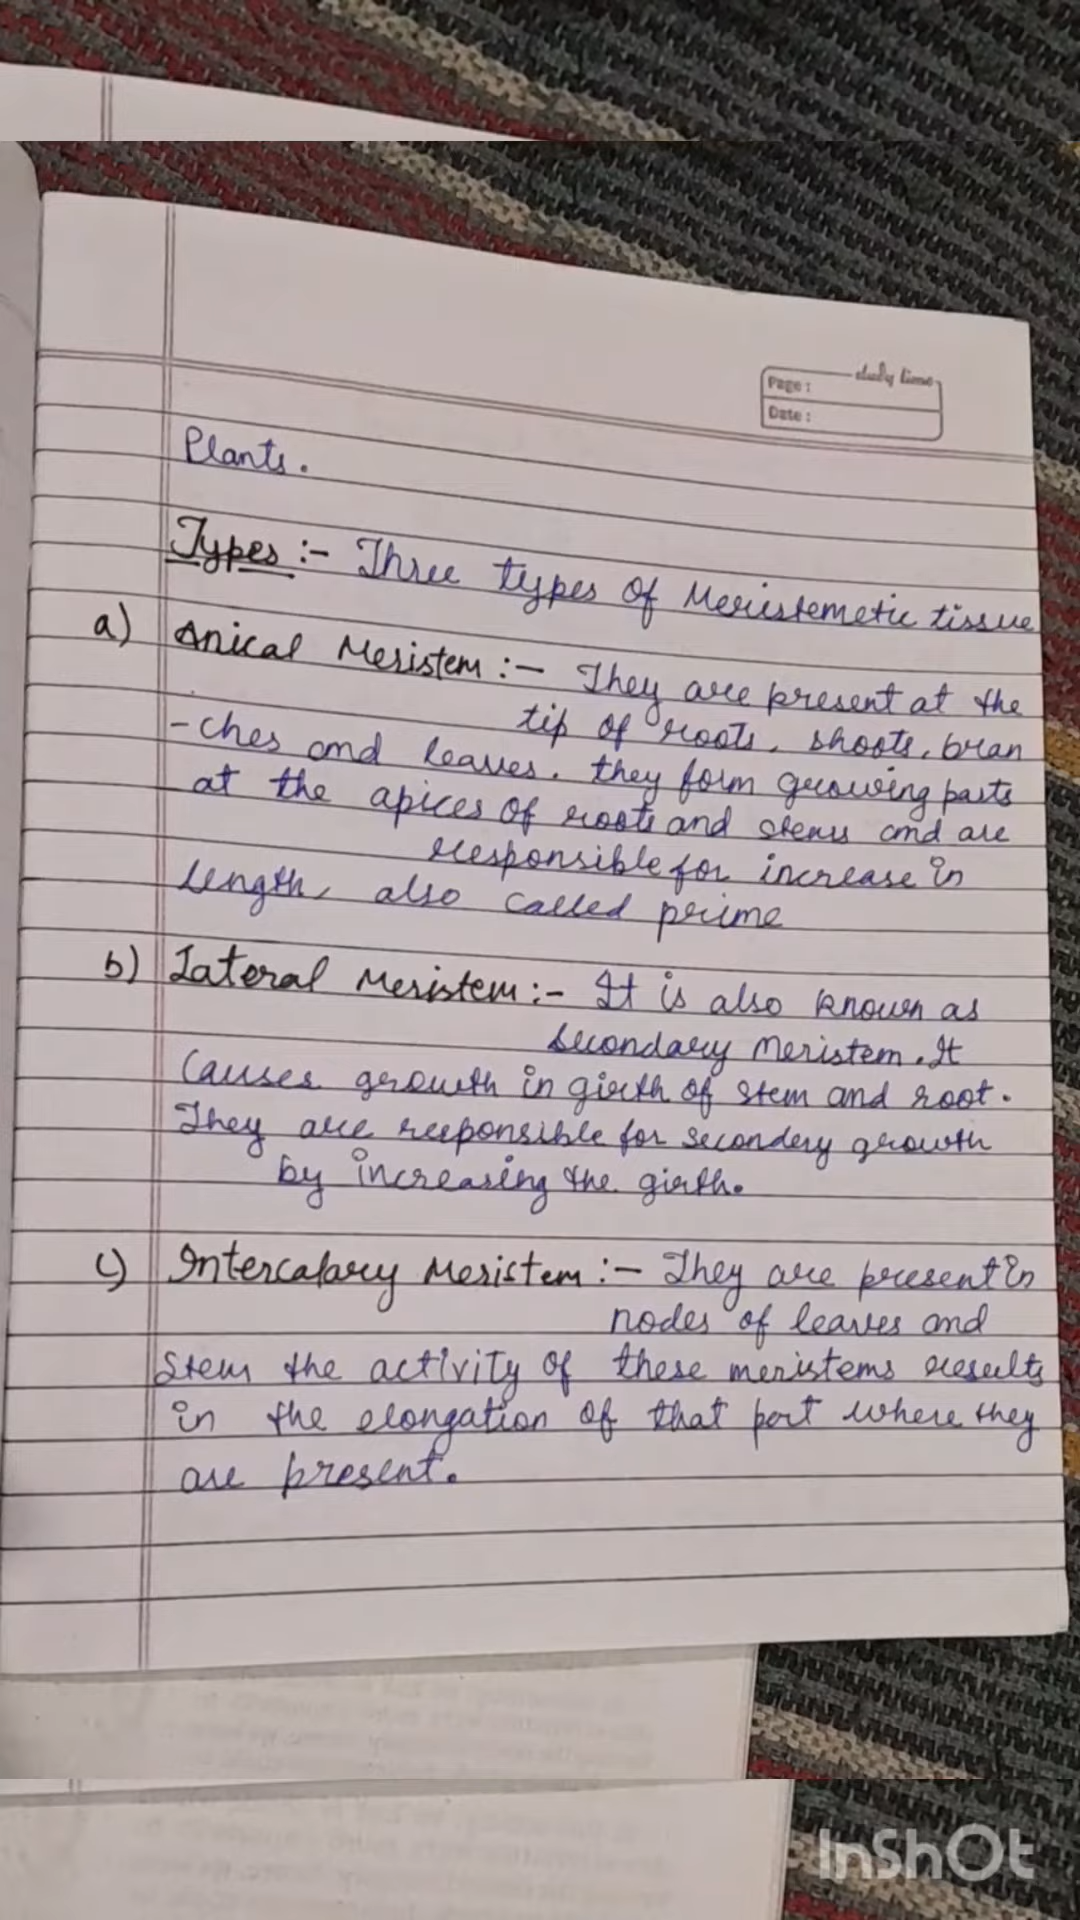 study time
Page :
Date :
Plants.
Types :- Three types of Meristemetic tissue
a) Anical Meristem :- They are present at the
tip of roots, shoots, bran
-ches and leaves. they form growing parts
at the apices of roots and stems and are
responsible for increase in
length, also called prime
b) Lateral Meristem :- It is also known as
secondary Meristem. It
Causes growth in girth of stem and root.
They are reeponsible for secondery growth
by increasing the girth.
c) Intercalary Meristem :- They are present in
nodes of leaves and
stem the activity of these meristems results
in the elongation of that port where they
are present.
InShOt